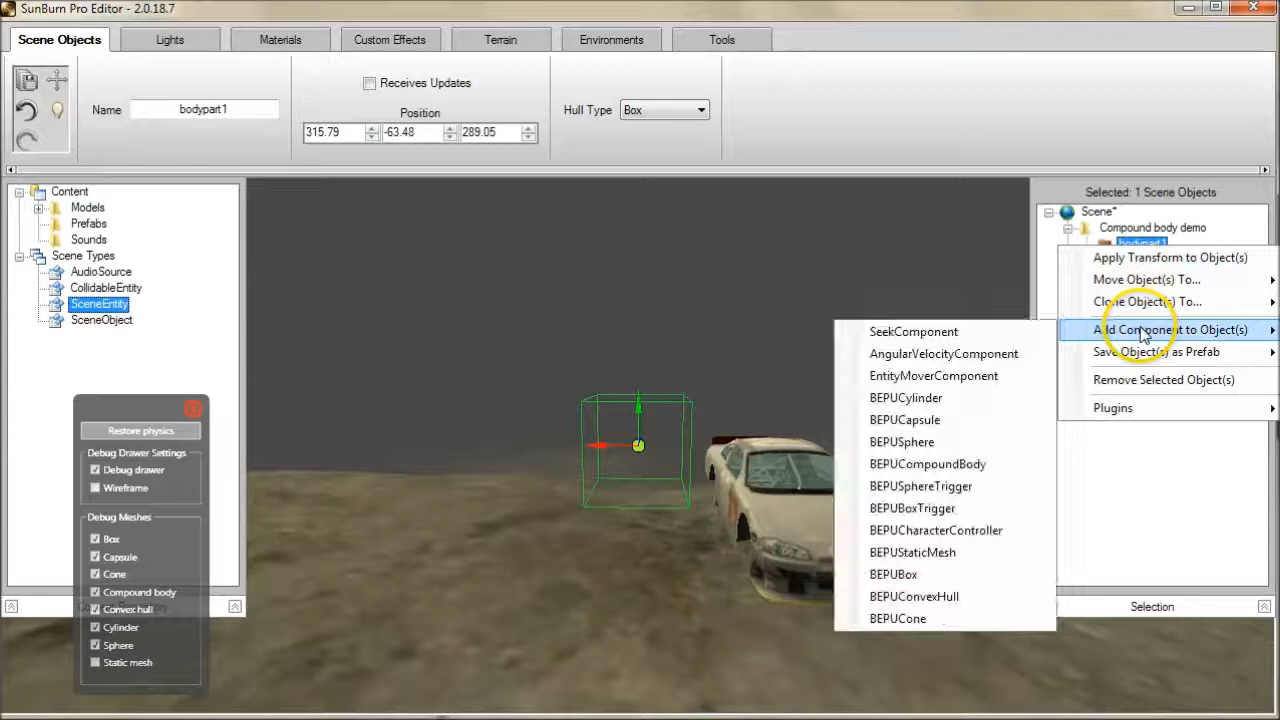 SunBurn Pro Editor - 2.0.18.7
Scene Objects
Lights
Materials
Custom Effects
Terrain
Environments
Tools
Name
bodypart1
Receives Updates
Position
315.79
-63.48
289.05
Hull Type
Box
Content
Models
Prefabs
Sounds
Scene Types
AudioSource
CollidableEntity
SceneEntity
SceneObject
Selected: 1 Scene Objects
Scene*
Compound body demo
bodypart1
Apply Transform to Object(s)
Move Object(s) To...
Clone Object(s) To...
Add Component to Object(s)
Save Object(s) as Prefab
Remove Selected Object(s)
Plugins
SeekComponent
AngularVelocityComponent
EntityMoverComponent
BEPUCylinder
BEPUCapsule
BEPUSphere
BEPUCompoundBody
BEPUSphereTrigger
BEPUBoxTrigger
BEPUCharacterController
BEPUStaticMesh
BEPUBox
BEPUConvexHull
BEPUCone
Restore physics
Debug Drawer Settings
Debug drawer
Wireframe
Debug Meshes
Box
Capsule
Cone
Compound body
Convex hull
Cylinder
Sphere
Static mesh
Selection